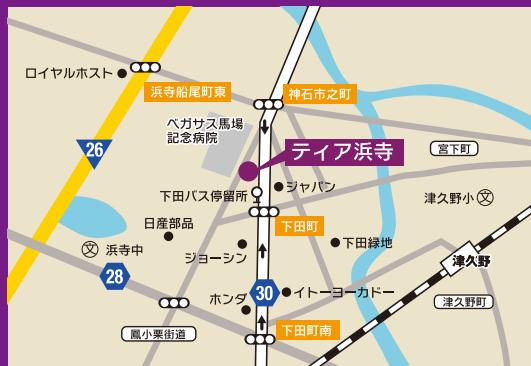 ロイヤルホスト
浜寺船尾町東
神石市之町
ペガサス馬場
記念病院
ティア浜寺
宮下町
26
下田バス停留所
ジャパン
津久野小
文
日産部品
下田町
文
浜寺中
ジョーシン
下田緑地
津久野
28
ホンダ
30
イトーヨーカドー
津久野町
鳳小栗街道
下田町南